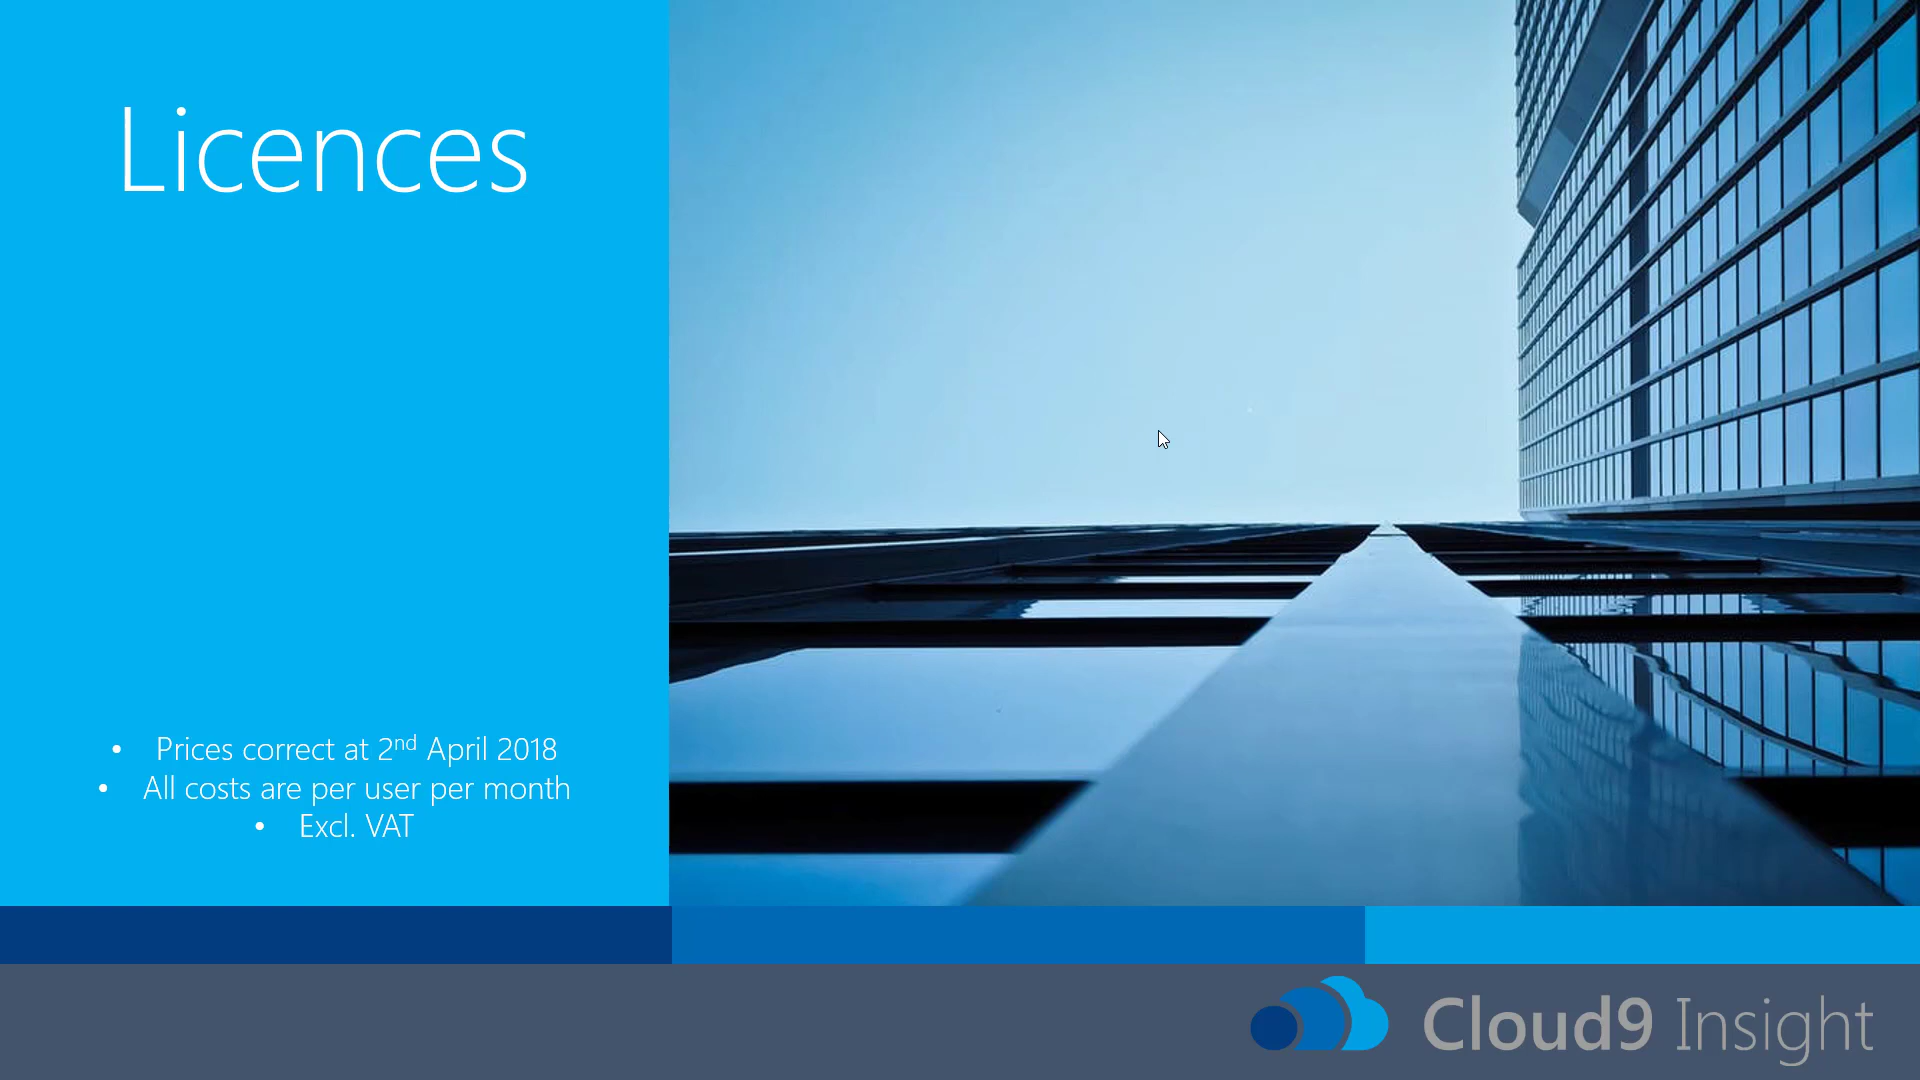 Licences
• Prices correct at 2nd April 2018
• All costs are per user per month
• Excl. VAT
Cloud9 Insight